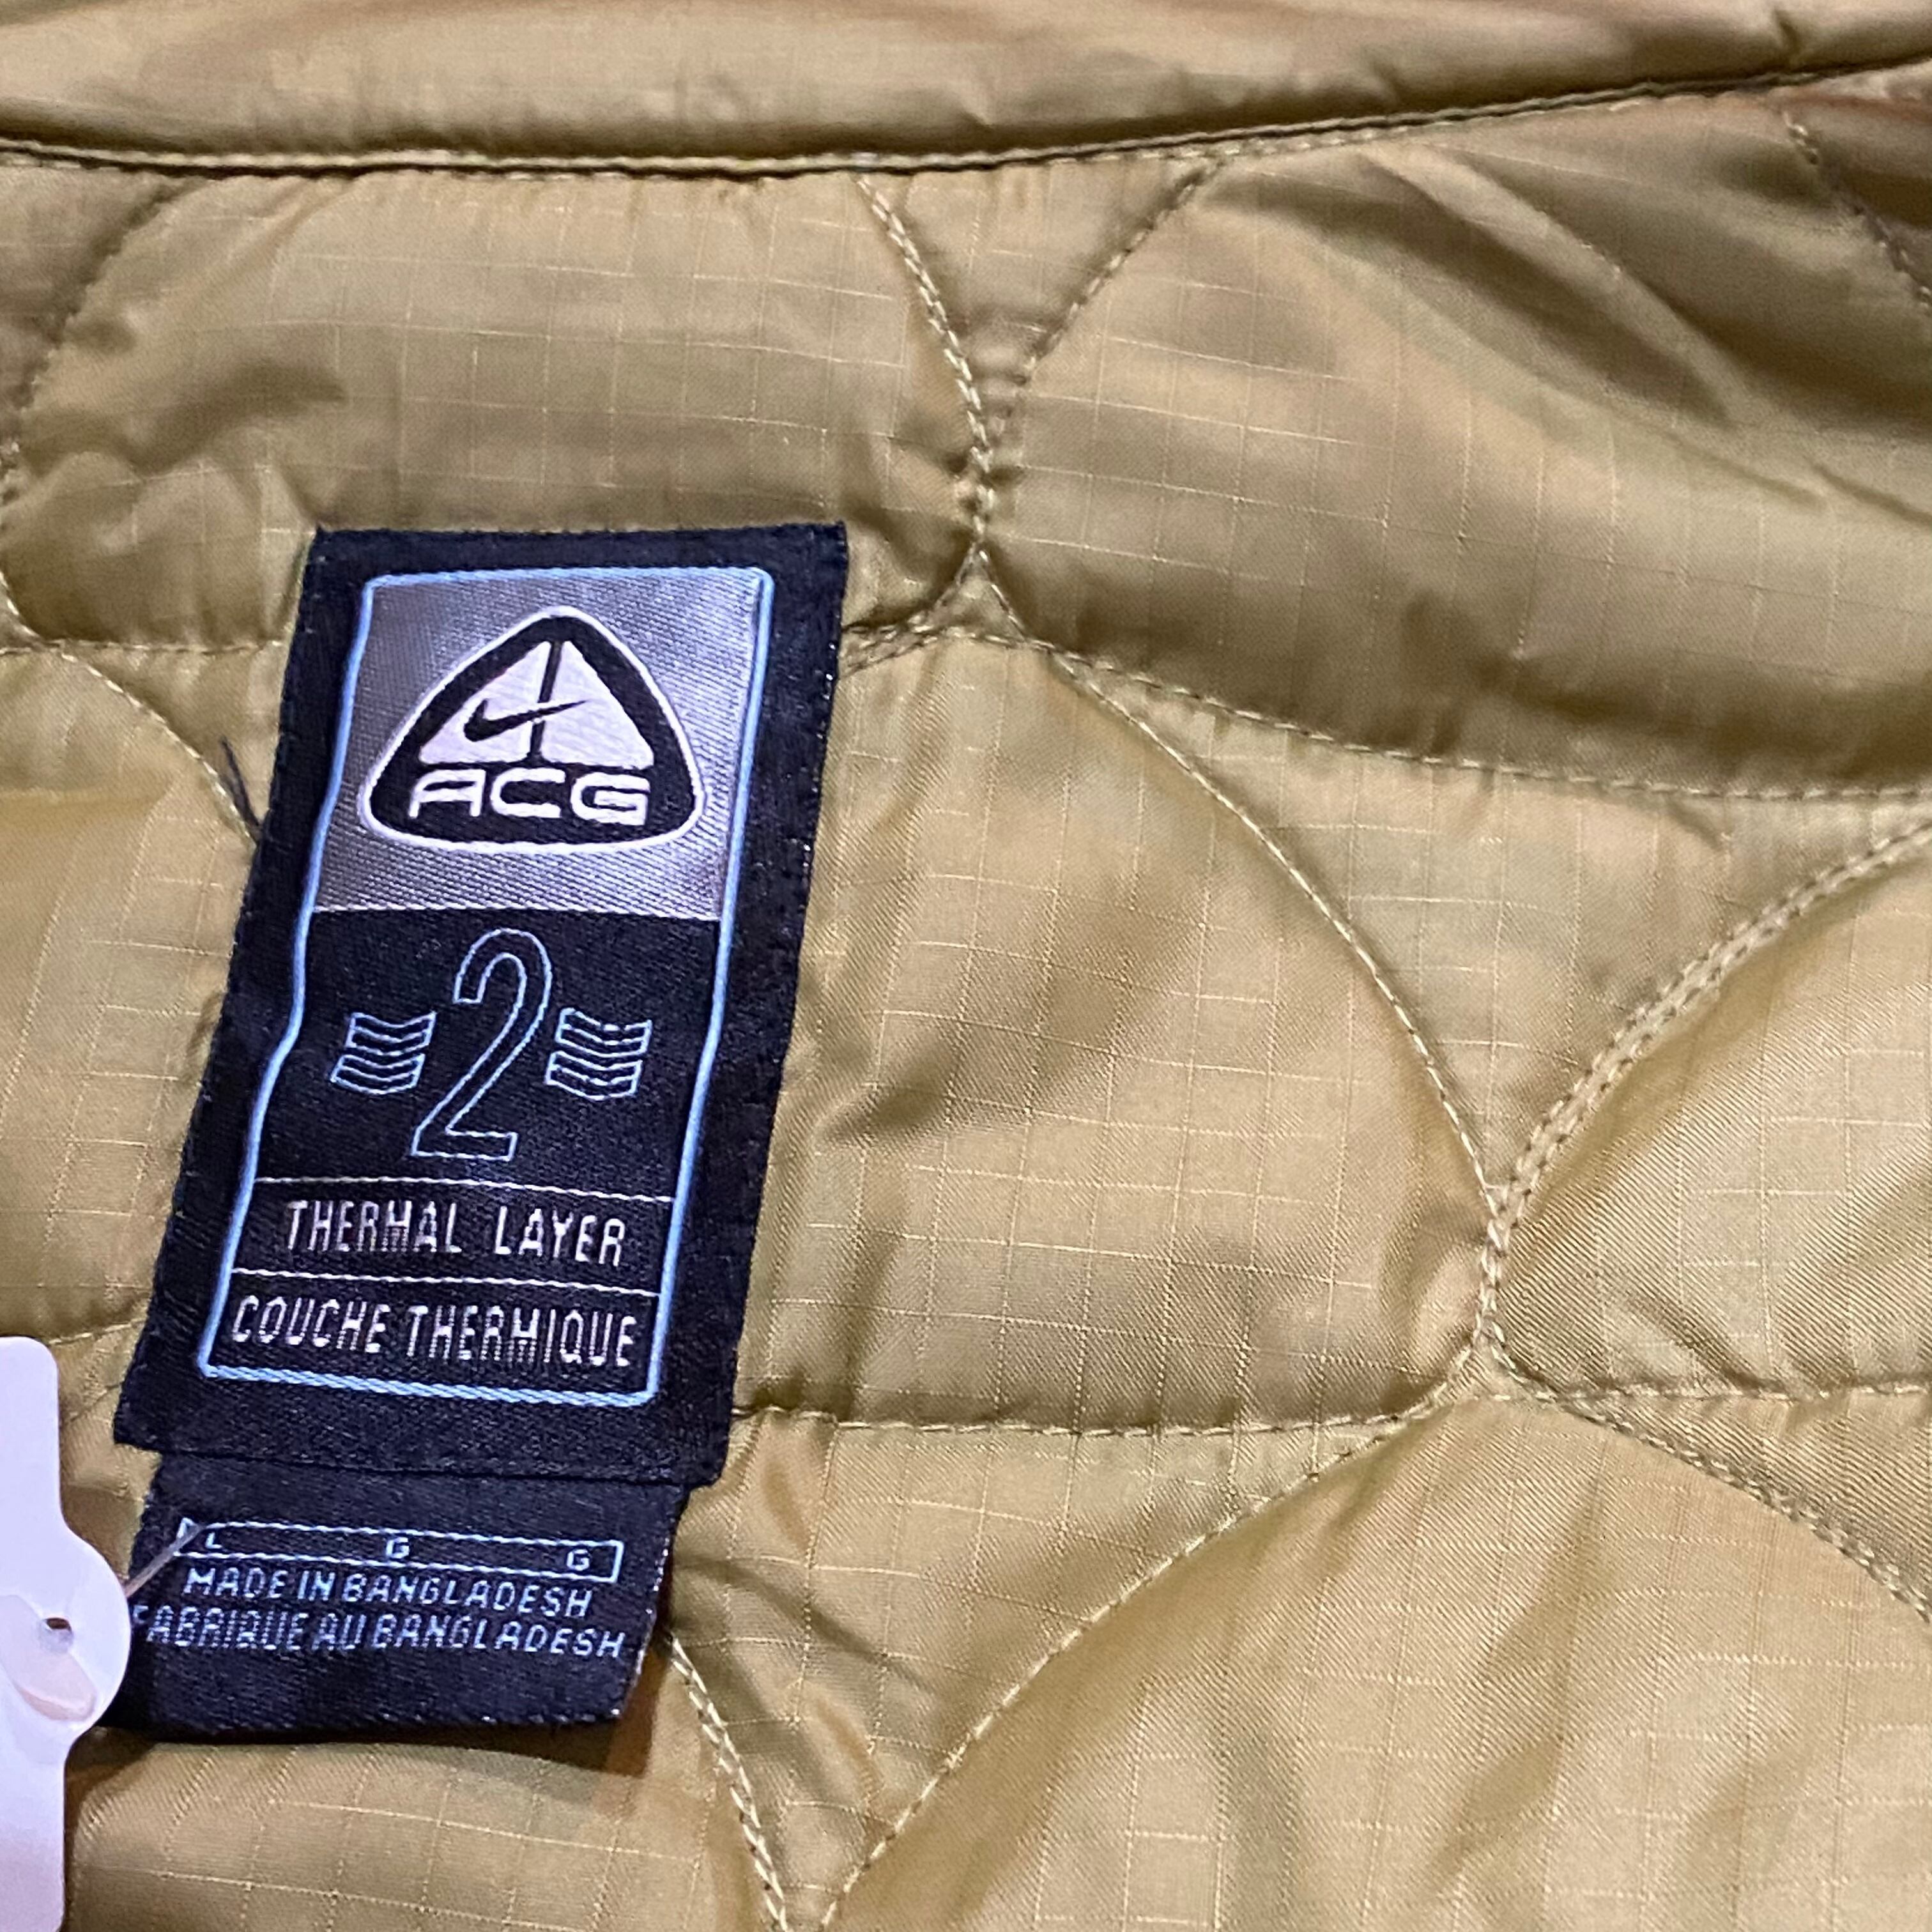 ACG
2
THERMAL LAYER
COUCHE THERMIQUE
L G G
MADE IN BANGLADESH
FABRIQUE AU BANGLADESH